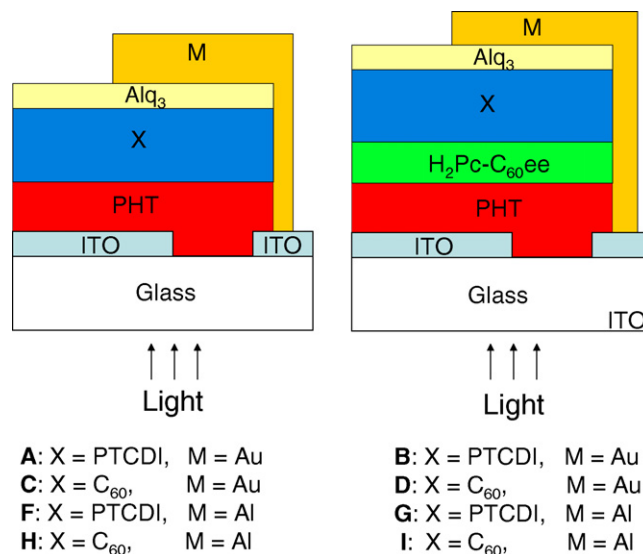 M
Alq₃
X
PHT
ITO ITO
Glass
Light
A: X = PTCDI, M = Au
C: X = C₆₀, M = Au
F: X = PTCDI, M = Al
H: X = C₆₀, M = Al
M
Alq₃
X
H₂Pc-C₆₀ee
PHT
ITO
Glass
ITO
Light
B: X = PTCDI, M = Au
D: X = C₆₀, M = Au
G: X = PTCDI, M = Al
I: X = C₆₀, M = Al